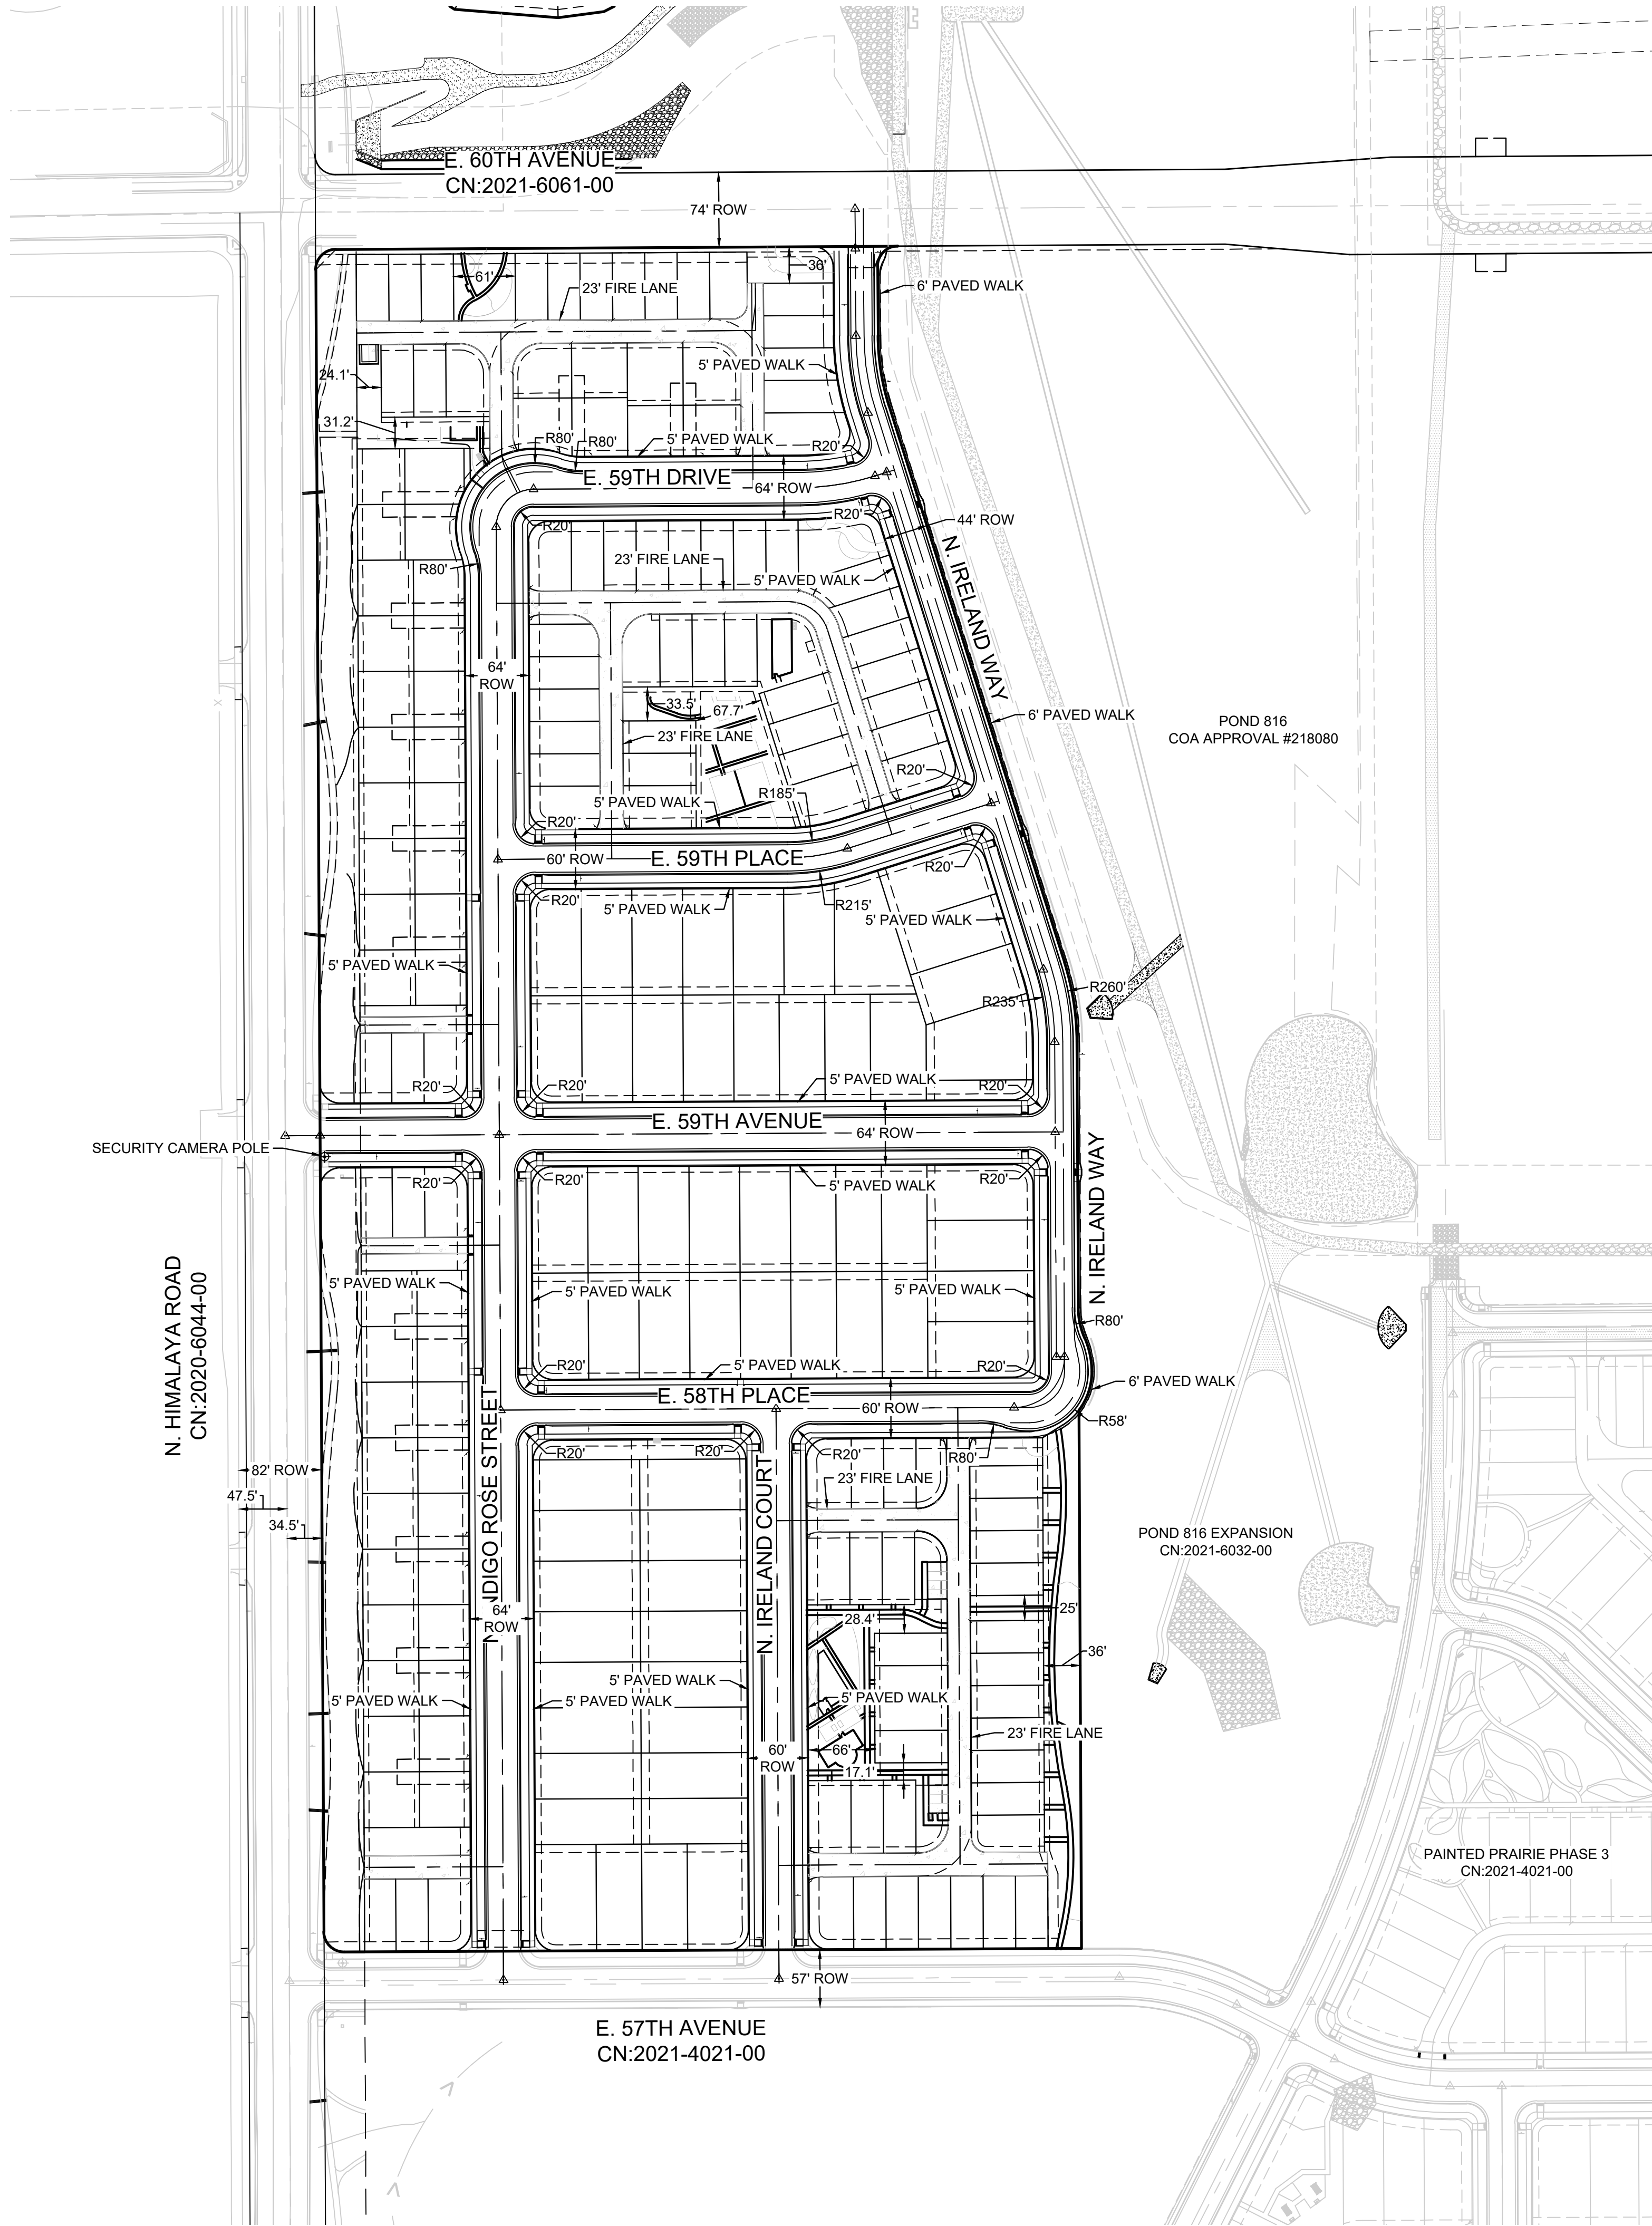 E. 60TH AVENUE
CN:2021-6061-00
74' ROW
36'
61'
23' FIRE LANE
6' PAVED WALK
5' PAVED WALK
24.1'
31.2'
R80'
R80'
5' PAVED WALK
R20'
E. 59TH DRIVE
64' ROW
R20'
R20'
44' ROW
N. IRELAND WAY
23' FIRE LANE
R80'
5' PAVED WALK
64'
ROW
33.5'
67.7'
6' PAVED WALK
POND 816
COA APPROVAL #218080
23' FIRE LANE
R20'
R185'
5' PAVED WALK
R20'
60' ROW
E. 59TH PLACE
R20'
R20'
R215'
5' PAVED WALK
5' PAVED WALK
5' PAVED WALK
R260'
R235'
5' PAVED WALK
R20'
R20'
R20'
E. 59TH AVENUE
64' ROW
SECURITY CAMERA POLE
R20'
R20'
R20'
5' PAVED WALK
N. IRELAND WAY
N. HIMALAYA ROAD
CN:2020-6044-00
5' PAVED WALK
5' PAVED WALK
5' PAVED WALK
R80'
R20'
5' PAVED WALK
R20'
6' PAVED WALK
E. 58TH PLACE
60' ROW
R58'
R20'
R20'
R20'
R80'
82' ROW
23' FIRE LANE
47.5'
34.5'
NDIGO ROSE STREET
N. IRELAND COURT
POND 816 EXPANSION
CN:2021-6032-00
64'
ROW
28.4'
25'
36'
5' PAVED WALK
5' PAVED WALK
5' PAVED WALK
5' PAVED WALK
23' FIRE LANE
60'
ROW
66'
17.1'
PAINTED PRAIRIE PHASE 3
CN:2021-4021-00
57' ROW
E. 57TH AVENUE
CN:2021-4021-00